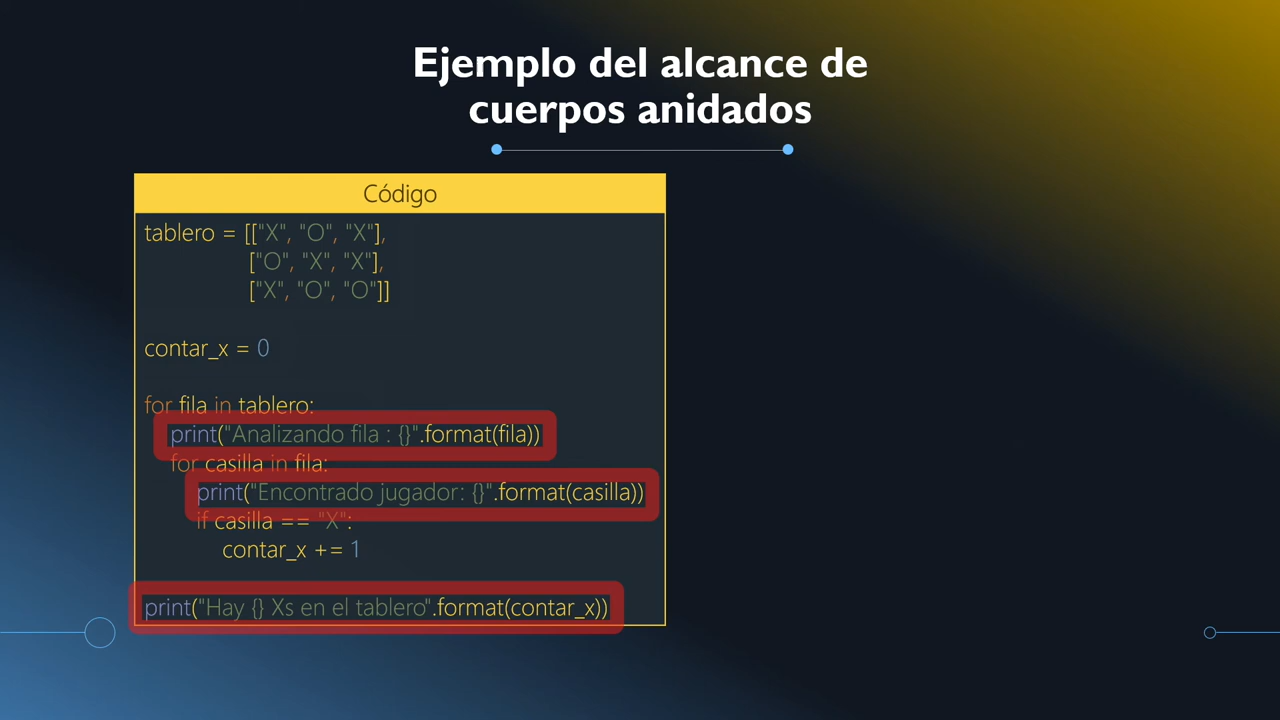 Ejemplo del alcance de
cuerpos anidados
Código
tablero = [["X", "O", "X"],
["O", "X", "X"],
["X", "O", "O"]]
contar_x = 0
for fila in tablero:
print("Analizando fila : {}".format(fila))
for casilla in fila:
print("Encontrado jugador: {}".format(casilla))
if casilla == "X":
contar_x += 1
print("Hay {} Xs en el tablero".format(contar_x))